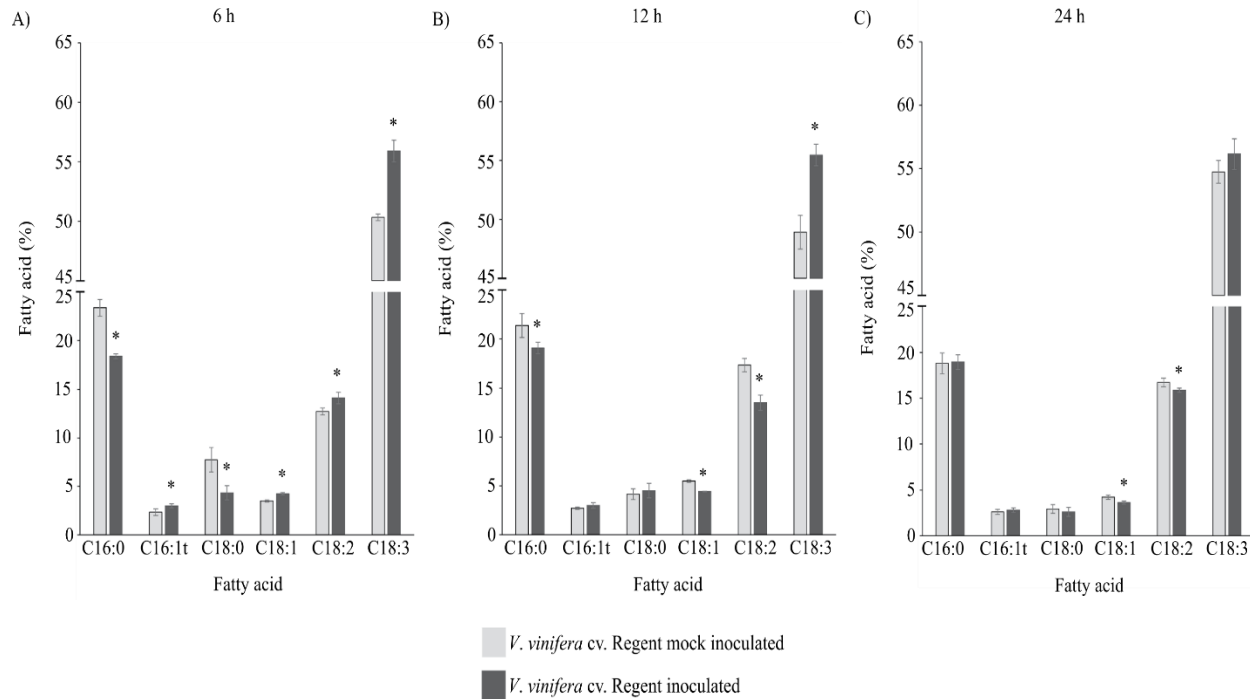 A)
6 h
65
60
55
50
45
25
20
15
10
5
0
Fatty acid (%)
Fatty acid (%)
*
*
*
*
*
*
C16:0 C16:1t C18:0 C18:1 C18:2 C18:3
Fatty acid
B)
12 h
65
60
55
50
45
25
20
15
10
5
0
Fatty acid (%)
Fatty acid (%)
*
*
*
*
C16:0 C16:1t C18:0 C18:1 C18:2 C18:3
Fatty acid
C)
24 h
65
60
55
50
45
25
20
15
10
5
0
Fatty acid (%)
*
*
C16:0 C16:1t C18:0 C18:1 C18:2 C18:3
Fatty acid
V. vinifera cv. Regent mock inoculated
V. vinifera cv. Regent inoculated